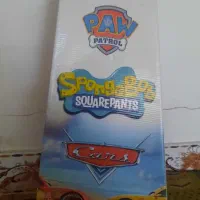 PAW
PATROL
SpongeBob
SQUAREPANTS
Cars